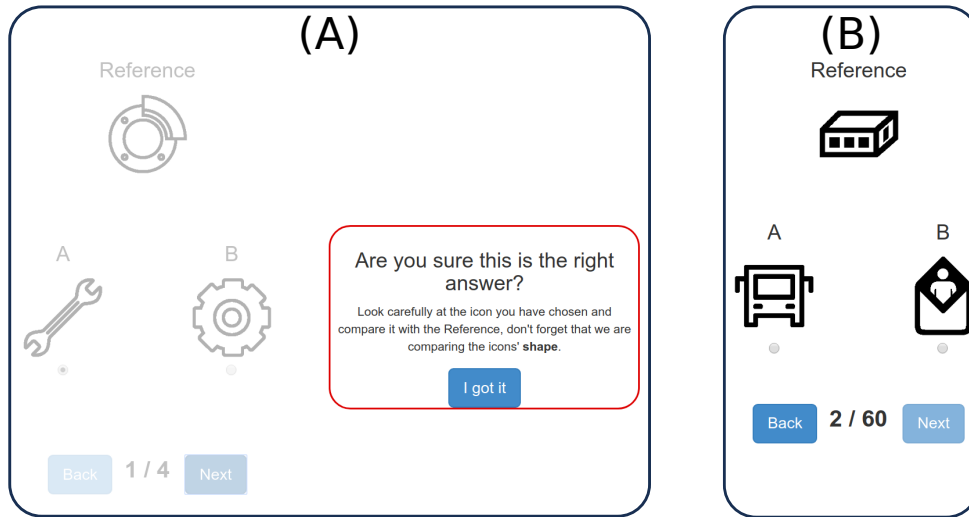 (A)
Reference
A
B
Are you sure this is the right
answer?
Look carefully at the icon you have chosen and
compare it with the Reference, don't forget that we are
comparing the icons' shape.
I got it
Back
1 / 4
Next
(B)
Reference
A
B
Back
2 / 60
Next